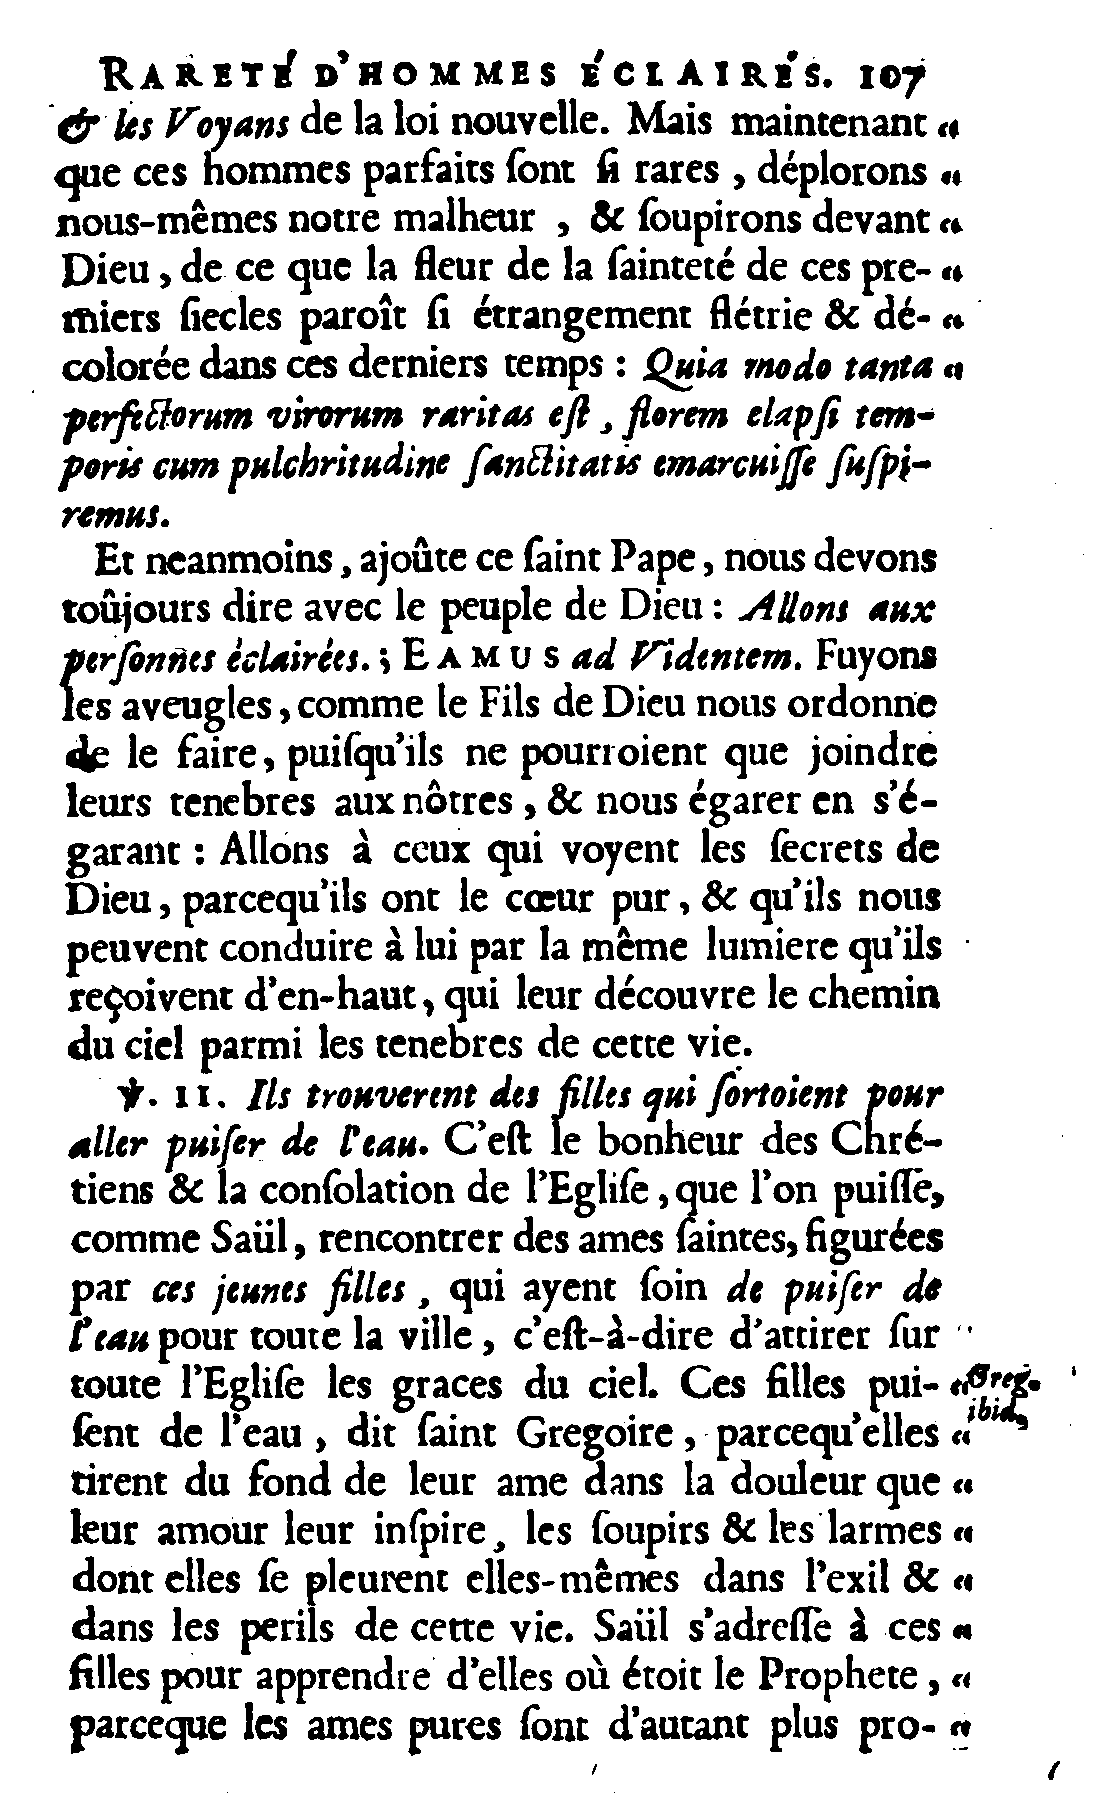 RARETÉ D'HOMMES ÉCLAIRÉS. 107
& les Voyans de la loi nouvelle. Mais maintenant “
que ces hommes parfaits ſont ſi rares , déplorons “
nous-mêmes notre malheur , & ſoupirons devant “
Dieu , de ce que la fleur de la ſainteté de ces pre- “
miers ſiecles paroît ſi étrangement flétrie & dé- “
colorée dans ces derniers temps : Quia modo tanta “
perfectorum virorum raritas eſt , florem elapſi tem-
poris cum pulchritudine ſanctitatis emarcuiſſe ſuſpi-
remus.
Et neanmoins , ajoûte ce ſaint Pape , nous devons
toûjours dire avec le peuple de Dieu : Allons aux
perſonnes éclairées. ; EAMUS ad Videntem. Fuyons
les aveugles , comme le Fils de Dieu nous ordonne
de le faire , puiſqu'ils ne pourroient que joindre
leurs tenebres aux nôtres , & nous égarer en s'é-
garant : Allons à ceux qui voyent les ſecrets de
Dieu , parcequ'ils ont le cœur pur , & qu'ils nous
peuvent conduire à lui par la même lumiere qu'ils
reçoivent d'en-haut , qui leur découvre le chemin
du ciel parmi les tenebres de cette vie.
℣. 11. Ils trouverent des filles qui ſortoient pour
aller puiſer de l'eau. C'eſt le bonheur des Chré-
tiens & la conſolation de l'Egliſe , que l'on puiſſe,
comme Saül , rencontrer des ames ſaintes, figurées
par ces jeunes filles , qui ayent ſoin de puiſer de
l'eau pour toute la ville , c'eſt-à-dire d'attirer ſur
toute l'Egliſe les graces du ciel. Ces filles pui- “ Greg.
ſent de l'eau , dit ſaint Gregoire , parcequ'elles “ ibid.
tirent du fond de leur ame dans la douleur que “
leur amour leur inſpire , les ſoupirs & les larmes “
dont elles ſe pleurent elles-mêmes dans l'exil & “
dans les perils de cette vie. Saül s'adreſſe à ces “
filles pour apprendre d'elles où étoit le Prophete , “
parceque les ames pures ſont d'autant plus pro- “